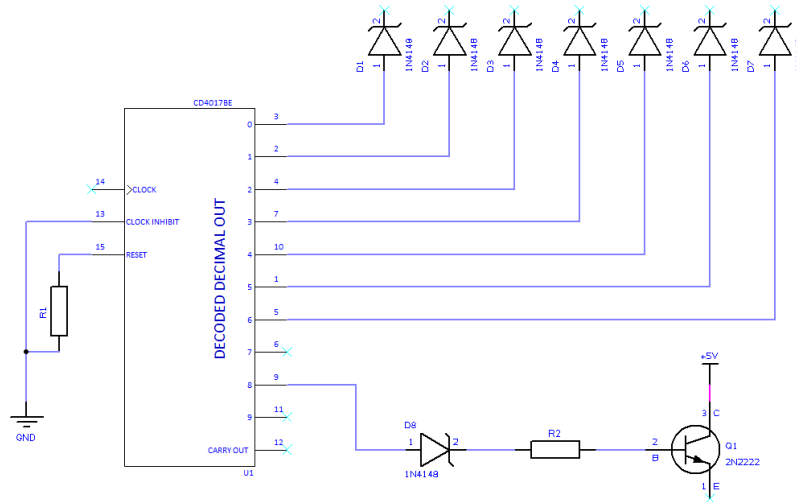 2 2 2 2 2 2 2
1N4149 1N4148 1N4148 1N4148 1N4148 1N4148
D1 D2 D3 D4 D5 D6 D7
1 1 1 1 1 1 1
CD4017BE
0 3
1 2
14 CLOCK
2 4
13 CLOCK INHIBIT
3 7
15 RESET
4 10
DECODED DECIMAL OUT
5 1
6 5
R1
7 6
8 9
9 11
CARRY OUT 12
U1
GND
D8
1 2
1N4148
R2
+5V
3 C
2
B
Q1
2N2222
1 E